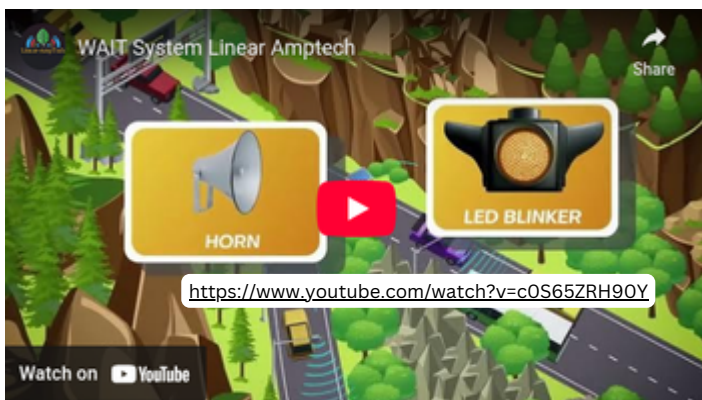 WAIT System Linear Amptech
Share
HORN
LED BLINKER
https://www.youtube.com/watch?v=c0S65ZRH90Y
Watch on YouTube